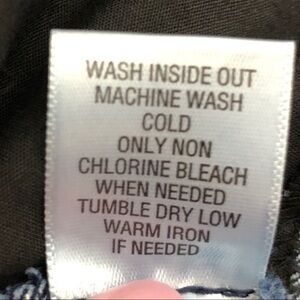 WASH INSIDE OUT
MACHINE WASH
COLD
ONLY NON
CHLORINE BLEACH
WHEN NEEDED
TUMBLE DRY LOW
WARM IRON
IF NEEDED